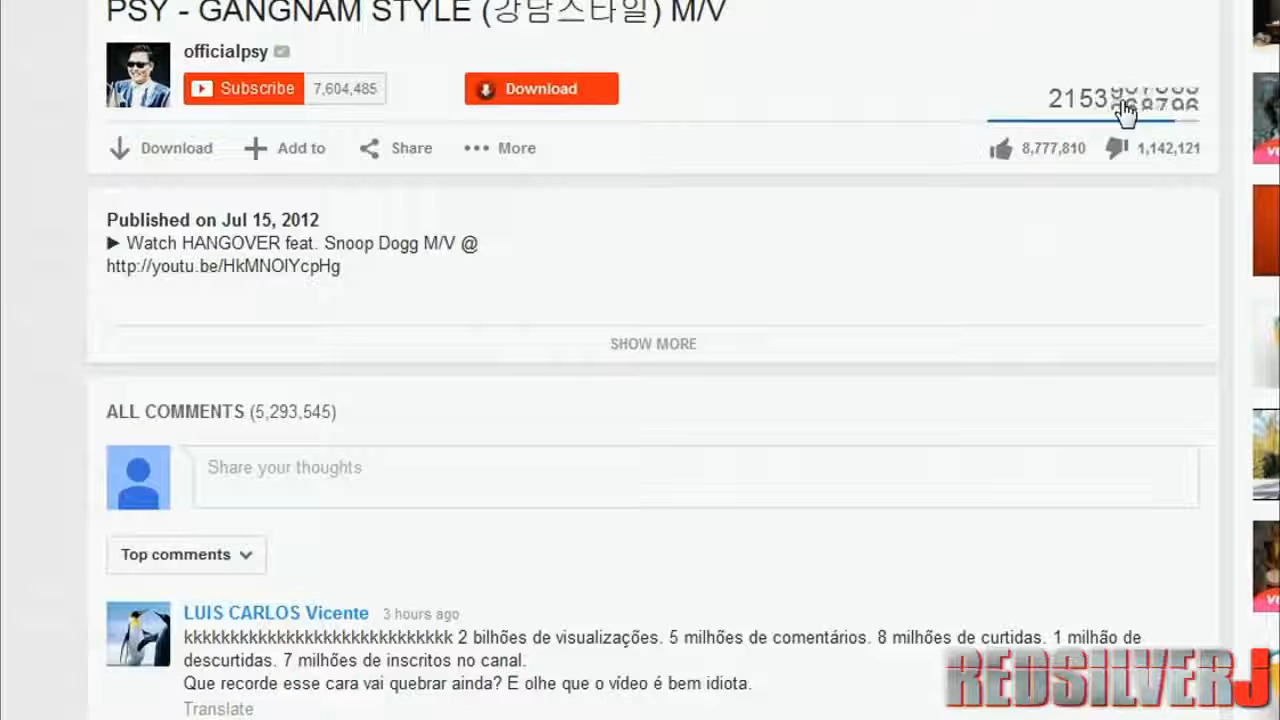 PSY - GANGNAM STYLE (강남스타일) M/V
officialpsy
Subscribe 7,604,485 Download
2153
Download Add to Share More 8,777,810 1,142,121
Published on Jul 15, 2012
▶ Watch HANGOVER feat. Snoop Dogg M/V @
http://youtu.be/HkMNOlYcpHg
SHOW MORE
ALL COMMENTS (5,293,545)
Share your thoughts
Top comments
LUIS CARLOS Vicente 3 hours ago
kkkkkkkkkkkkkkkkkkkkkkkkkkkkk 2 bilhões de visualizações. 5 milhões de comentários. 8 milhões de curtidas. 1 milhão de
descurtidas. 7 milhões de inscritos no canal.
Que recorde esse cara vai quebrar ainda? E olhe que o vídeo é bem idiota.
Translate
REDSiLVERJ